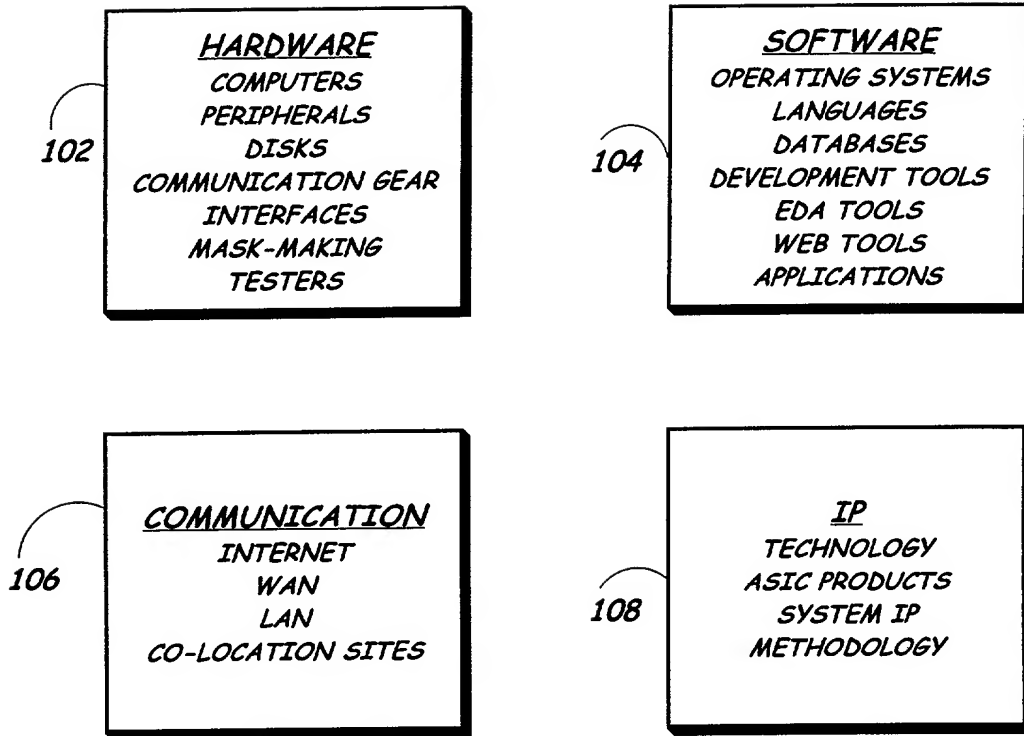 HARDWARE
COMPUTERS
PERIPHERALS
DISKS
COMMUNICATION GEAR
INTERFACES
MASK-MAKING
TESTERS
102
SOFTWARE
OPERATING SYSTEMS
LANGUAGES
DATABASES
DEVELOPMENT TOOLS
EDA TOOLS
WEB TOOLS
APPLICATIONS
104
COMMUNICATION
INTERNET
WAN
LAN
CO-LOCATION SITES
106
IP
TECHNOLOGY
ASIC PRODUCTS
SYSTEM IP
METHODOLOGY
108